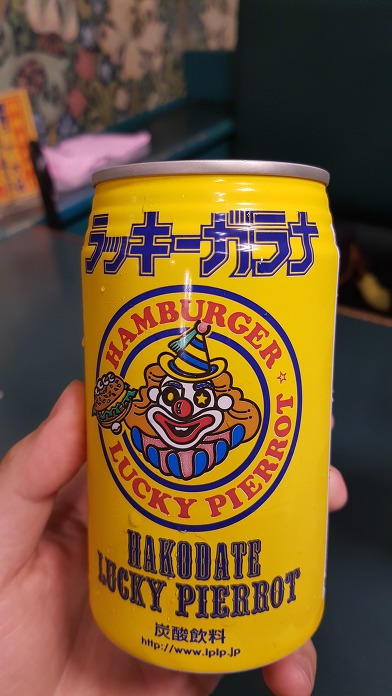 ラッキーガラナ
HAMBURGER
LUCKY PIERROT
HAKODATE
LUCKY PIERROT
炭酸飲料
http://www.lplp.jp